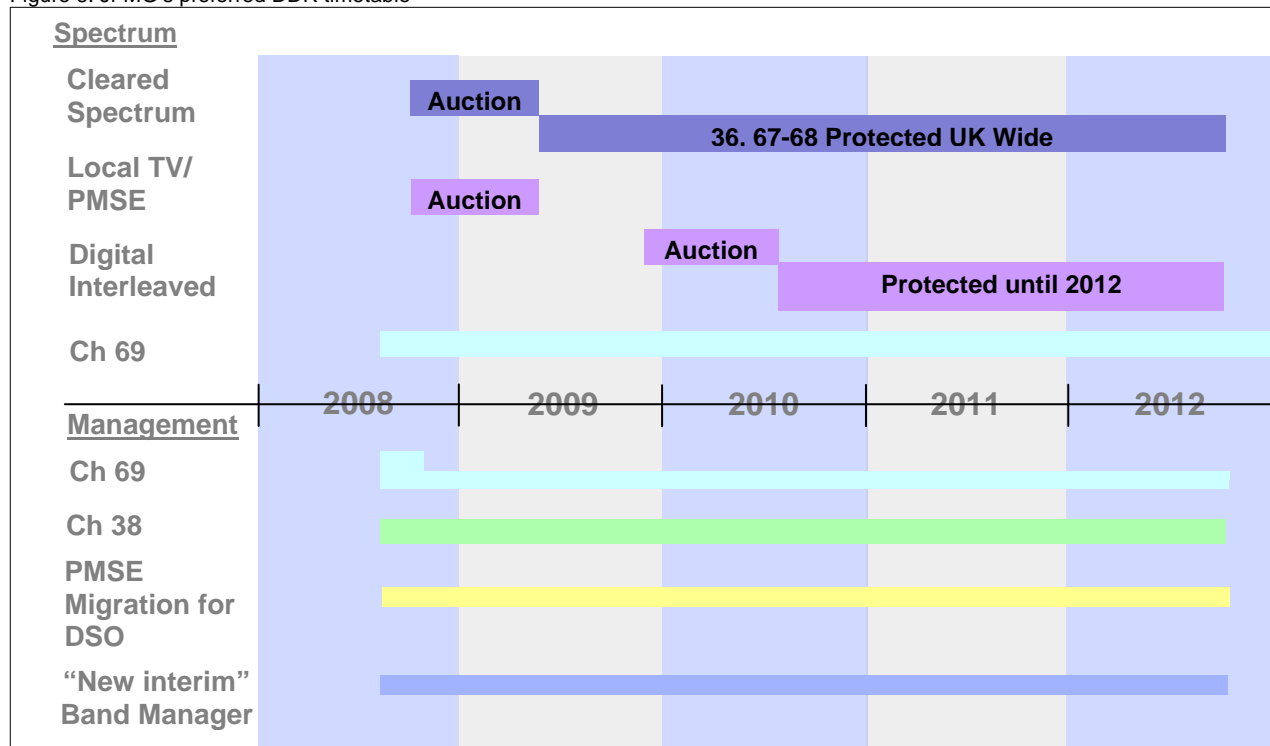 Spectrum
Cleared
Spectrum
Auction
36. 67-68 Protected UK Wide
Local TV/
PMSE
Auction
Digital
Interleaved
Auction
Protected until 2012
Ch 69
2008
2009
2010
2011
2012
Management
Ch 69
Ch 38
PMSE
Migration for
DSO
“New interim”
Band Manager